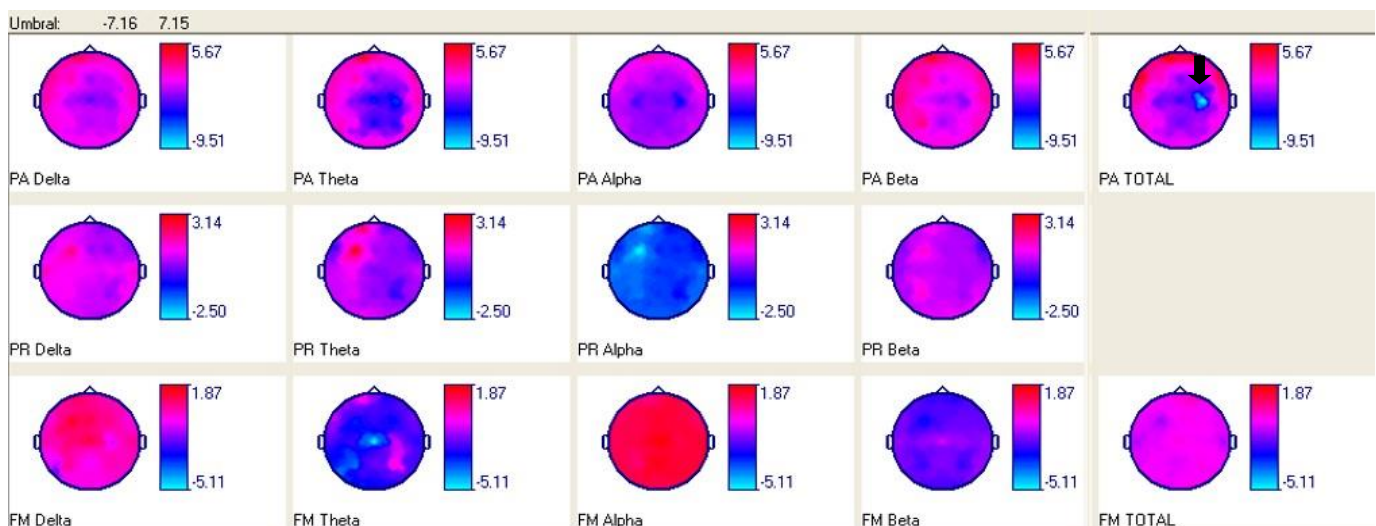 Umbral: -7.16 7.15
5.67 5.67 5.67 5.67 5.67
-9.51 -9.51 -9.51 -9.51 -9.51
PA Delta PA Theta PA Alpha PA Beta PA TOTAL
3.14 3.14 3.14 3.14
-2.50 -2.50 -2.50 -2.50
PR Delta PR Theta PR Alpha PR Beta
1.87 1.87 1.87 1.87 1.87
-5.11 -5.11 -5.11 -5.11 -5.11
FM Delta FM Theta FM Alpha FM Beta FM TOTAL